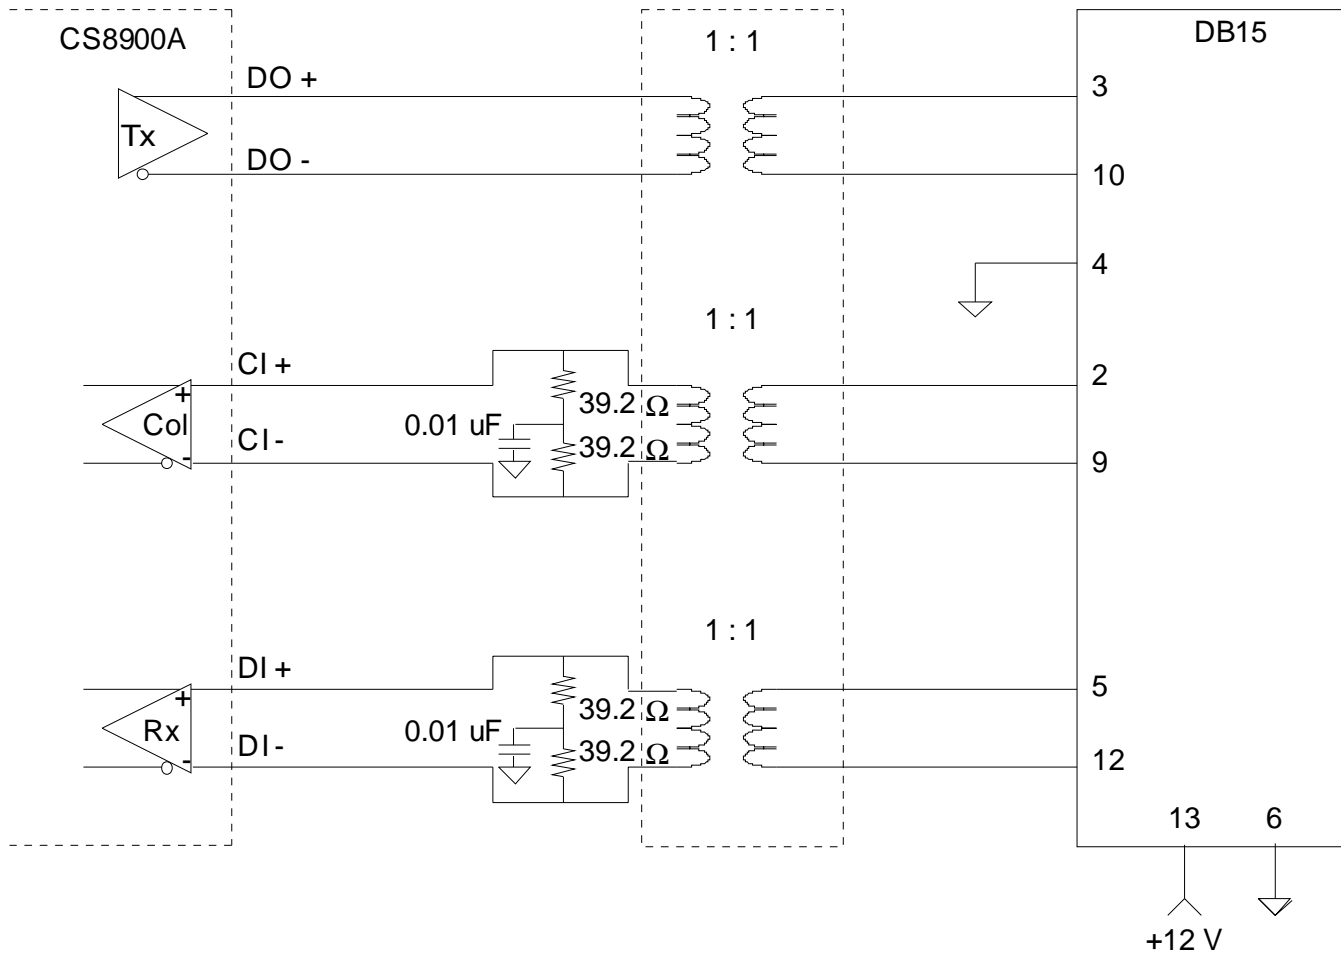 CS8900A
1 : 1
DB15
DO +
3
Tx
DO -
10
4
1 : 1
CI +
2
+
39.2 Ω
Col
0.01 uF
CI -
39.2 Ω
-
9
1 : 1
DI +
5
+
39.2 Ω
Rx
0.01 uF
DI -
39.2 Ω
-
12
13
6
+12 V